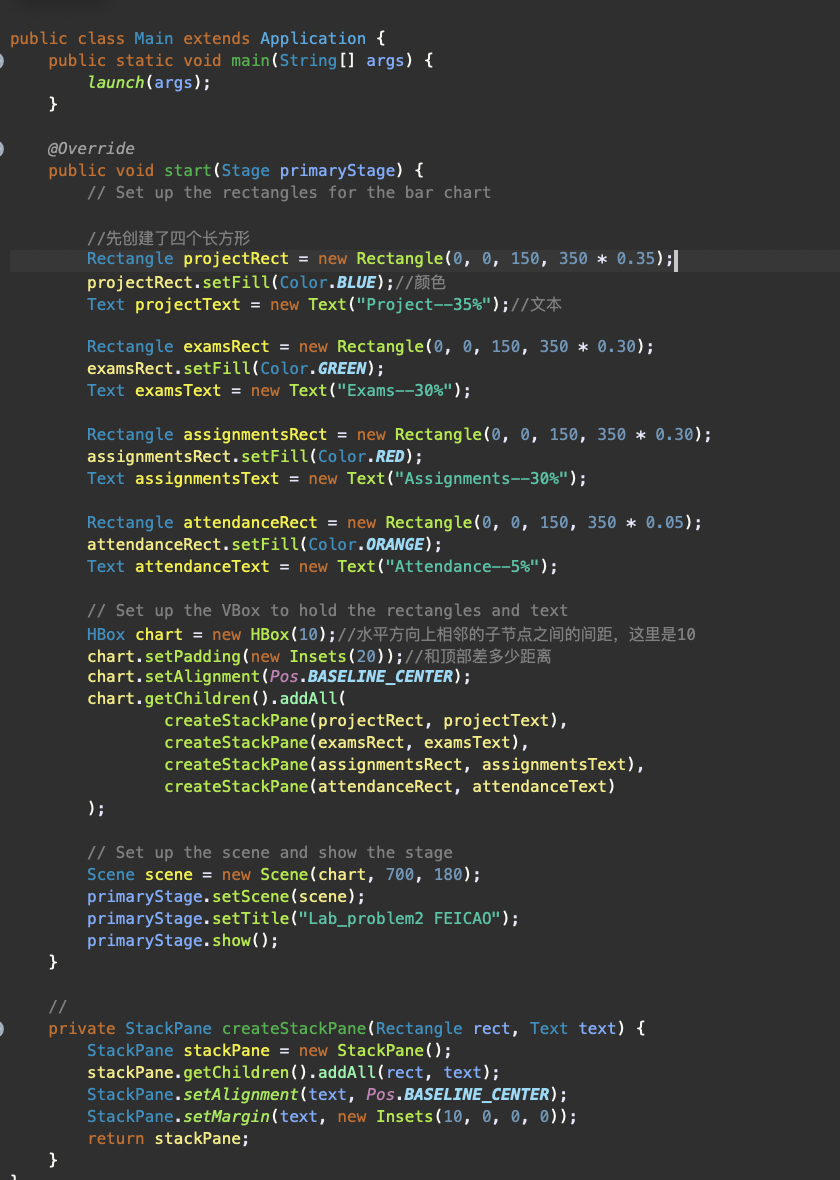 public class Main extends Application {
    public static void main(String[] args) {
        launch(args);
    }

    @Override
    public void start(Stage primaryStage) {
        // Set up the rectangles for the bar chart

        //先创建了四个长方形
        Rectangle projectRect = new Rectangle(0, 0, 150, 350 * 0.35);
        projectRect.setFill(Color.BLUE);//颜色
        Text projectText = new Text("Project--35%");//文本

        Rectangle examsRect = new Rectangle(0, 0, 150, 350 * 0.30);
        examsRect.setFill(Color.GREEN);
        Text examsText = new Text("Exams--30%");

        Rectangle assignmentsRect = new Rectangle(0, 0, 150, 350 * 0.30);
        assignmentsRect.setFill(Color.RED);
        Text assignmentsText = new Text("Assignments--30%");

        Rectangle attendanceRect = new Rectangle(0, 0, 150, 350 * 0.05);
        attendanceRect.setFill(Color.ORANGE);
        Text attendanceText = new Text("Attendance--5%");

        // Set up the VBox to hold the rectangles and text
        HBox chart = new HBox(10);//水平方向上相邻的子节点之间的间距，这里是10
        chart.setPadding(new Insets(20));//和顶部差多少距离
        chart.setAlignment(Pos.BASELINE_CENTER);
        chart.getChildren().addAll(
                createStackPane(projectRect, projectText),
                createStackPane(examsRect, examsText),
                createStackPane(assignmentsRect, assignmentsText),
                createStackPane(attendanceRect, attendanceText)
        );

        // Set up the scene and show the stage
        Scene scene = new Scene(chart, 700, 180);
        primaryStage.setScene(scene);
        primaryStage.setTitle("Lab_problem2 FEICAO");
        primaryStage.show();
    }

    //
    private StackPane createStackPane(Rectangle rect, Text text) {
        StackPane stackPane = new StackPane();
        stackPane.getChildren().addAll(rect, text);
        StackPane.setAlignment(text, Pos.BASELINE_CENTER);
        StackPane.setMargin(text, new Insets(10, 0, 0, 0));
        return stackPane;
    }
}